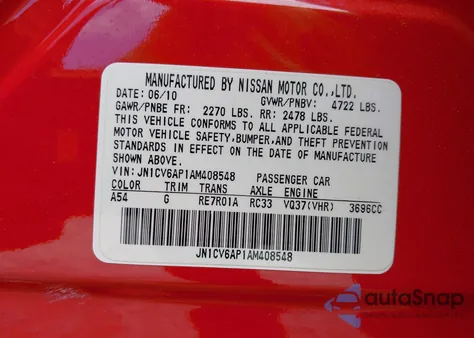 MANUFACTURED BY NISSAN MOTOR CO.,LTD.
DATE: 06/10 GVWR/PNBV: 4722 LBS.
GAWR/PNBE FR: 2270 LBS. RR: 2478 LBS.
THIS VEHICLE CONFORMS TO ALL APPLICABLE FEDERAL
MOTOR VEHICLE SAFETY,BUMPER,AND THEFT PREVENTION
STANDARDS IN EFFECT ON THE DATE OF MANUFACTURE
SHOWN ABOVE.
VIN: JN1CV6AP1AM408548 PASSENGER CAR
COLOR TRIM TRANS AXLE ENGINE
A54 G RE7R01A RC33 VQ37(VHR) 3696CC
JN1CV6AP1AM408548
autoSnap